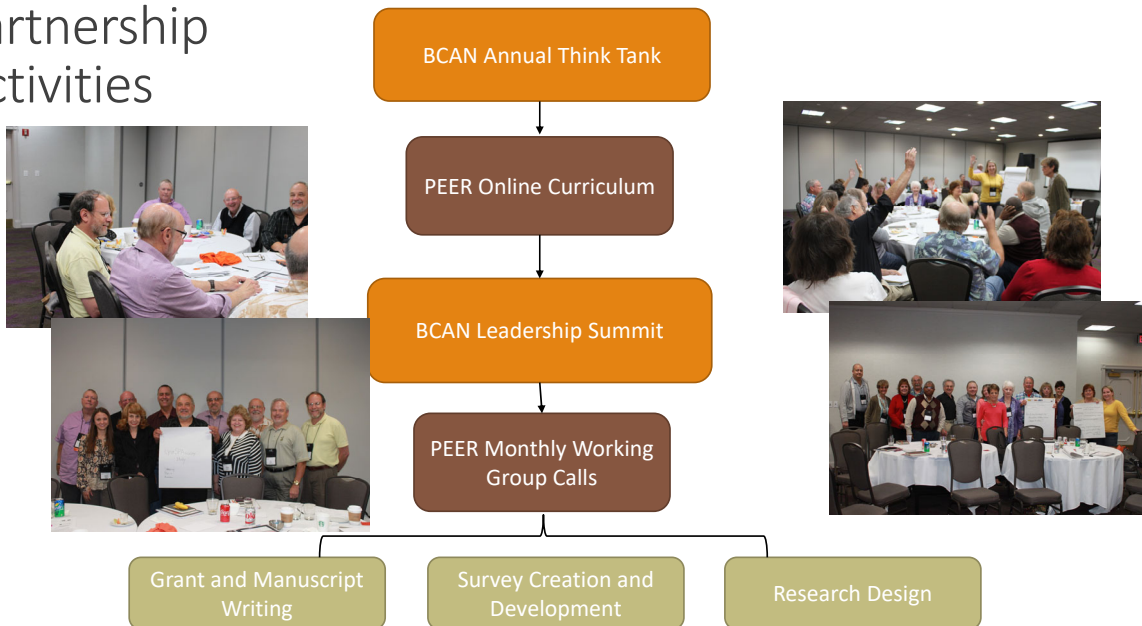 artnership
ctivities
BCAN Annual Think Tank
PEER Online Curriculum
BCAN Leadership Summit
PEER Monthly Working
Group Calls
Grant and Manuscript
Writing
Survey Creation and
Development
Research Design